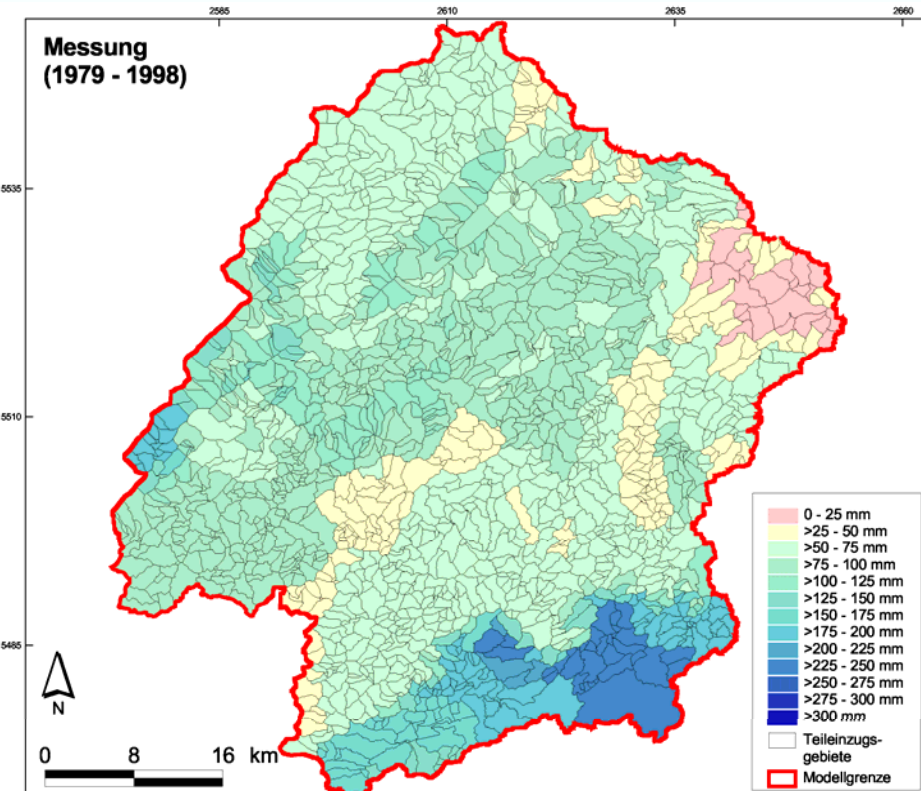 2585 2610 2635 2660
Messung
(1979 - 1998)
5535
5510
5485
N
0 8 16 km
0 - 25 mm
>25 - 50 mm
>50 - 75 mm
>75 - 100 mm
>100 - 125 mm
>125 - 150 mm
>150 - 175 mm
>175 - 200 mm
>200 - 225 mm
>225 - 250 mm
>250 - 275 mm
>275 - 300 mm
>300 mm
Teileinzugs-
gebiete
Modellgrenze